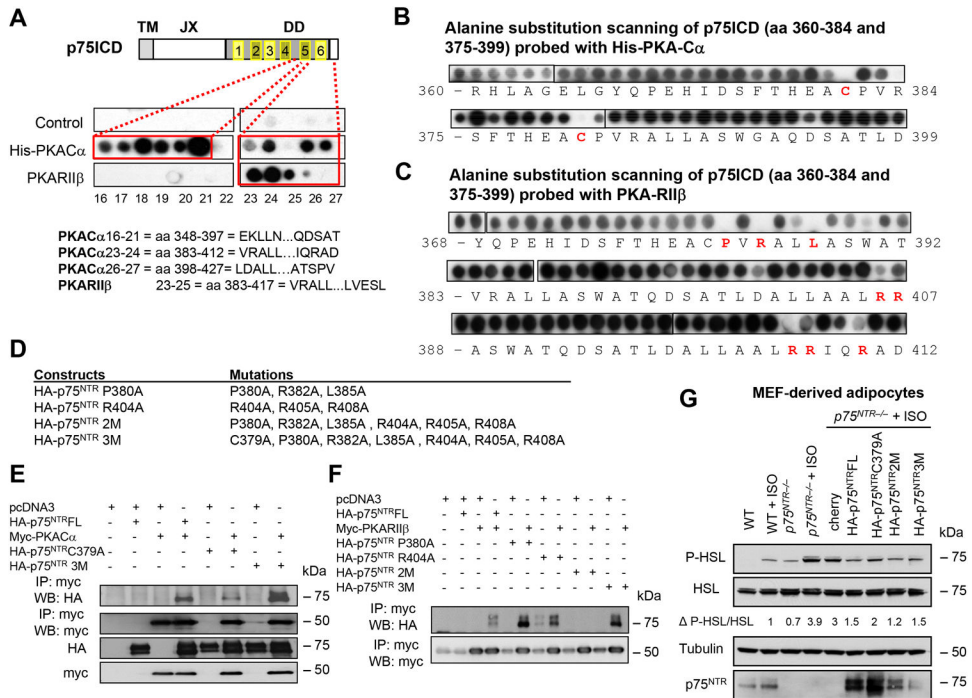 A
TM JX DD
p75ICD 1 2 3 4 5 6
Control
His-PKACα
PKARIIβ
16 17 18 19 20 21 22 23 24 25 26 27
PKACα16-21 = aa 348-397 = EKLLN...QDSAT
PKACα23-24 = aa 383-412 = VRALL...IQRAD
PKACα26-27 = aa 398-427= LDALL...ATSPV
PKARIIβ 23-25 = aa 383-417 = VRALL...LVESL
B
Alanine substitution scanning of p75ICD (aa 360-384 and
375-399) probed with His-PKA-Cα
360 – R H L A G E L G Y Q P E H I D S F T H E A C P V R 384
375 – S F T H E A C P V R A L L A S W G A Q D S A T L D 399
C
Alanine substitution scanning of p75ICD (aa 360-384 and
375-399) probed with PKA-RIIβ
368 – Y Q P E H I D S F T H E A C P V R A L L A S W A T 392
383 – V R A L L A S W A T Q D S A T L D A L L A A L R R 407
388 – A S W A T Q D S A T L D A L L A A L R R I Q R A D 412
D
Constructs Mutations
HA-p75NTR P380A P380A, R382A, L385A
HA-p75NTR R404A R404A, R405A, R408A
HA-p75NTR 2M P380A, R382A, L385A , R404A, R405A, R408A
HA-p75NTR 3M C379A, P380A, R382A, L385A , R404A, R405A, R408A
E
pcDNA3 + + + - + - + -
HA-p75NTRFL - + - + - - - -
Myc-PKACα - - + + - + - +
HA-p75NTRC379A - - - - + + - -
HA-p75NTR 3M - - - - - - + +
kDa
IP: myc
WB: HA – 75
IP: myc
WB: myc – 50
HA – 75
myc – 50
F
pcDNA3
HA-p75NTRFL
Myc-PKARIIβ
HA-p75NTR P380A
HA-p75NTR R404A
HA-p75NTR 2M
HA-p75NTR 3M
kDa
IP: myc
WB: HA – 75
IP: myc
WB: myc – 50
G
MEF-derived adipocytes
p75NTR–/– + ISO
WT
WT + ISO
p75NTR–/–
p75NTR–/– + ISO
cherry
HA-p75NTRFL
HA-p75NTRC379A
HA-p75NTR2M
HA-p75NTR3M
kDa
P-HSL – 75
HSL – 75
Δ P-HSL/HSL 1 0.7 3.9 3 1.5 2 1.2 1.5
Tubulin – 50
p75NTR – 75